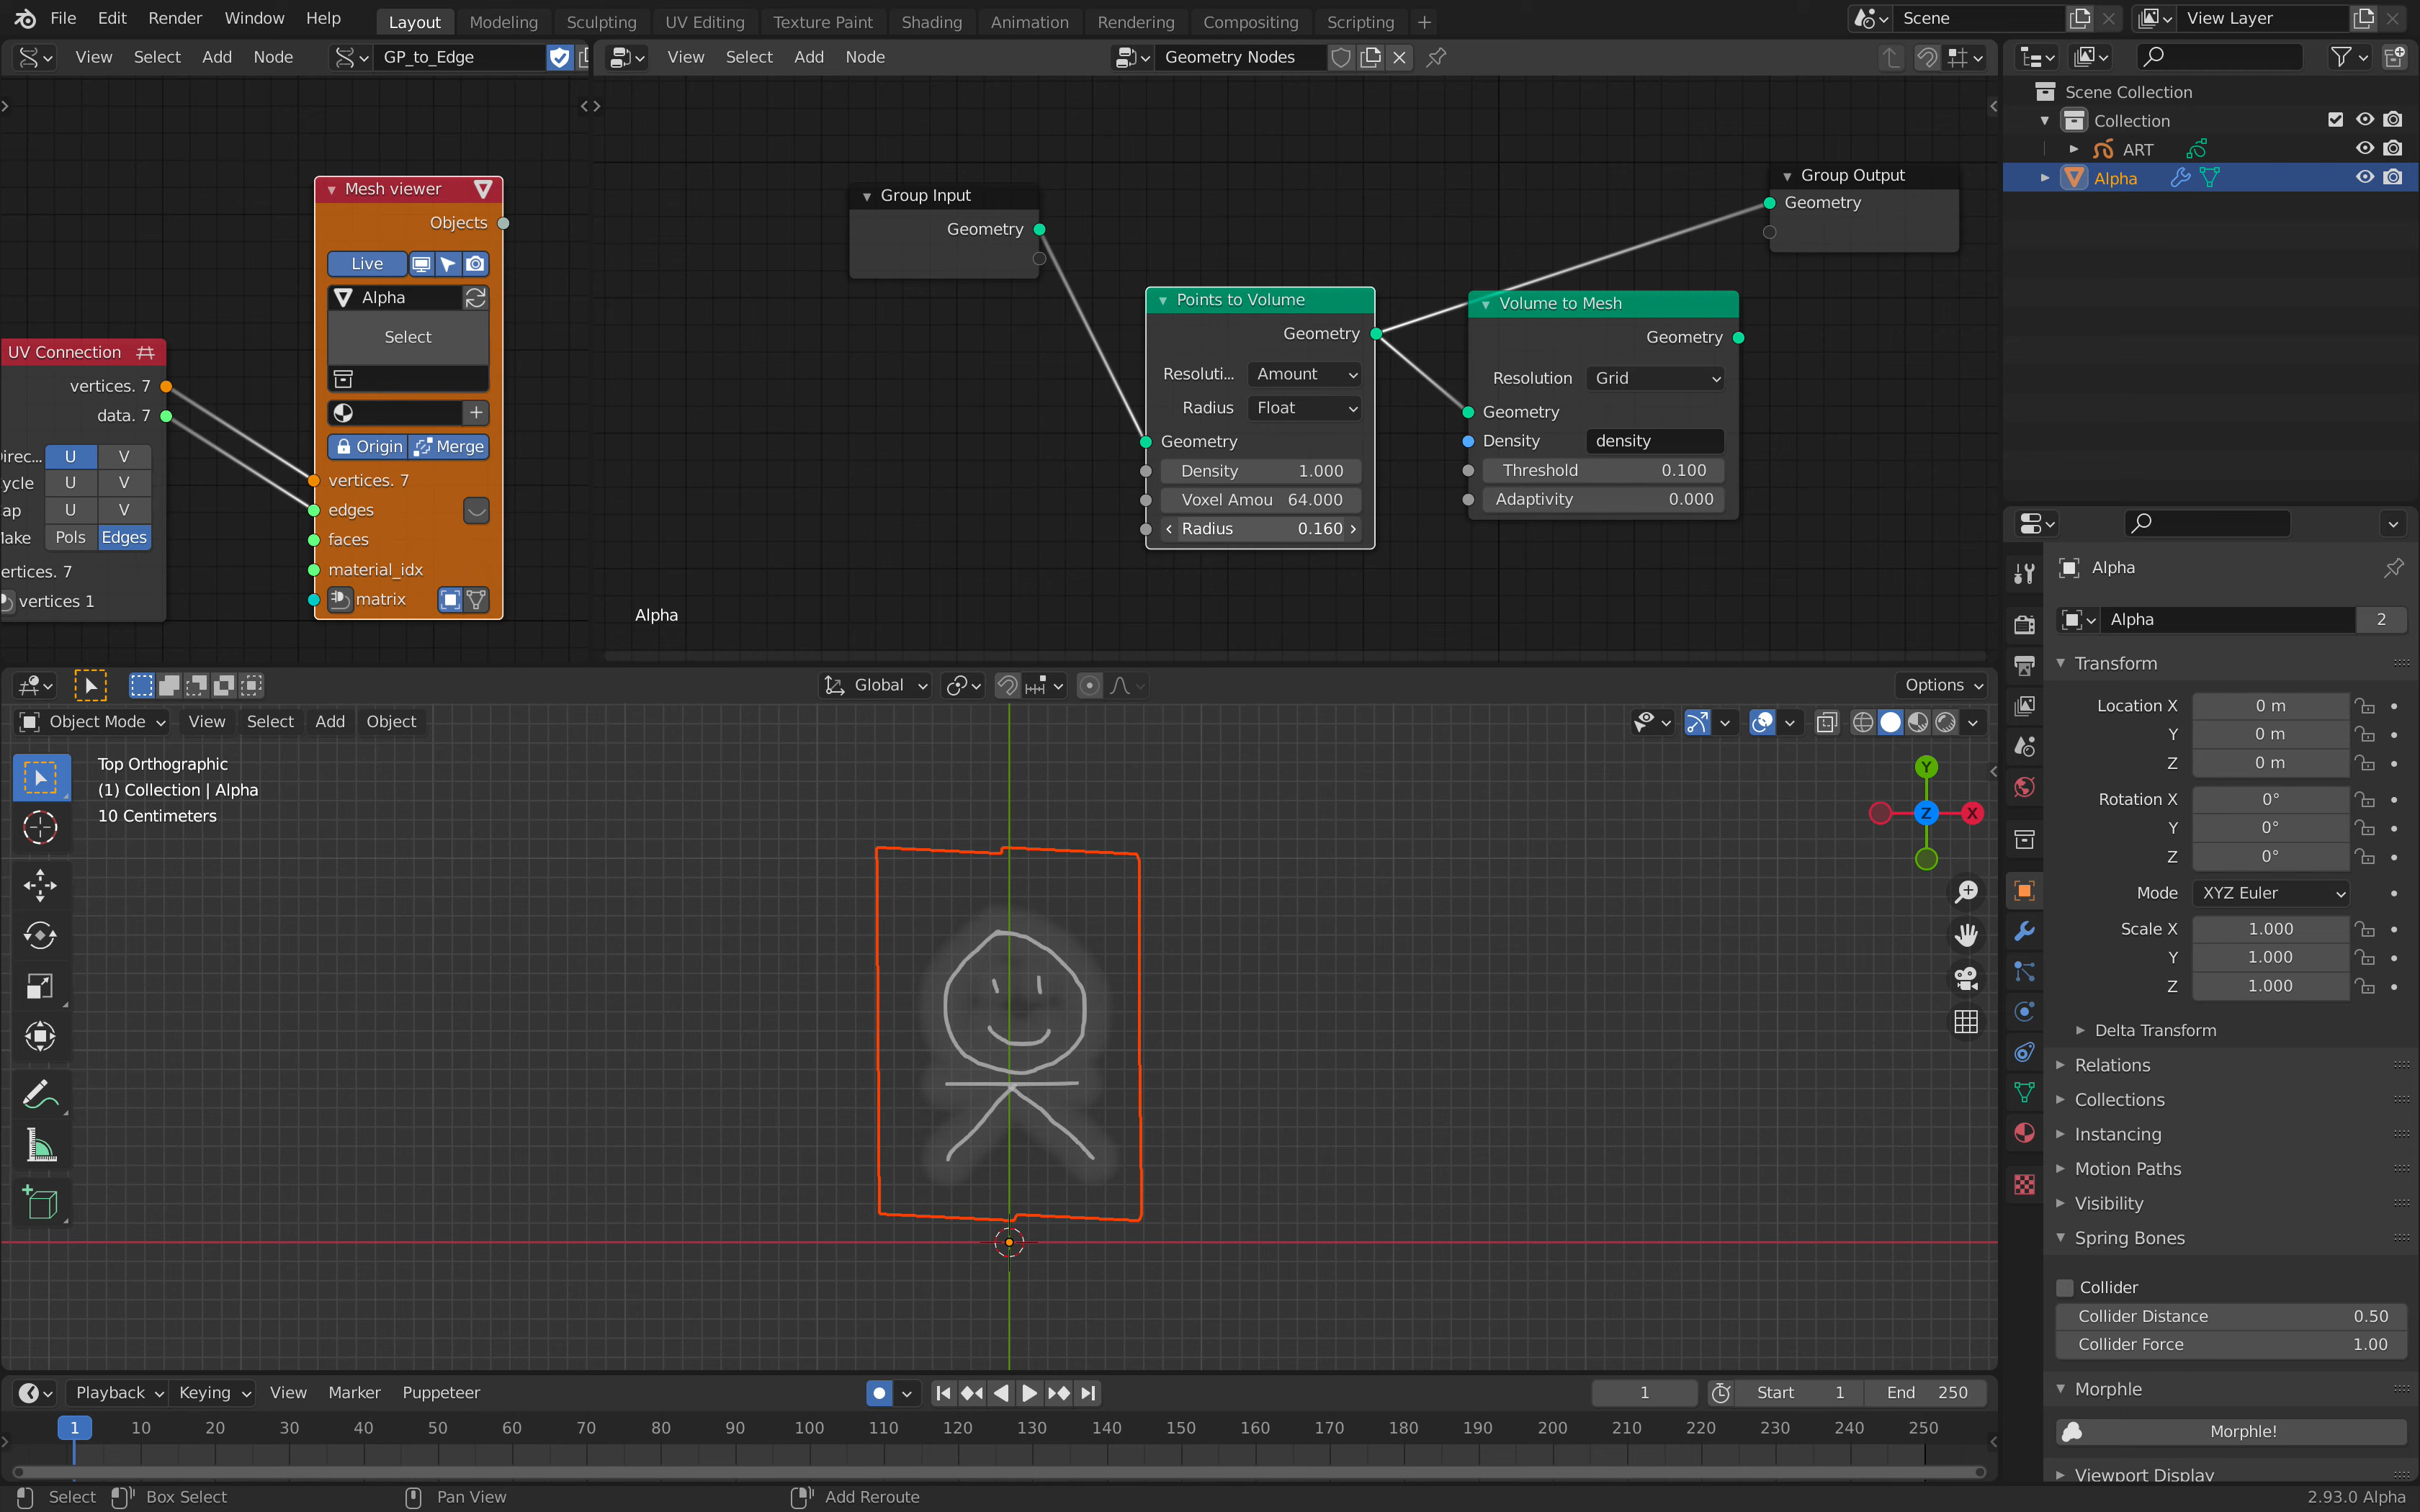 File Edit Render Window Help Layout Modeling Sculpting UV Editing Texture Paint Shading Animation Rendering Compositing Scripting + Scene View Layer
View Select Add Node GP_to_Edge
View Select Add Node Geometry Nodes
Mesh viewer
Objects
Live
Alpha
Select
Origin Merge
vertices. 7
edges
faces
material_idx
matrix
UV Connection
vertices. 7
data. 7
irec... U V
ycle U V
ap U V
lake Pols Edges
ertices. 7
vertices 1
Group Input
Geometry
Points to Volume
Geometry
Resoluti... Amount
Radius Float
Geometry
Density 1.000
Voxel Amou 64.000
Radius 0.160
Volume to Mesh
Geometry
Resolution Grid
Geometry
Density density
Threshold 0.100
Adaptivity 0.000
Group Output
Geometry
Alpha
Scene Collection
Collection
ART
Alpha
Global Options
Object Mode View Select Add Object
Top Orthographic
(1) Collection | Alpha
10 Centimeters
Y
Z X
Alpha
Alpha 2
Transform
Location X 0 m
Y 0 m
Z 0 m
Rotation X 0°
Y 0°
Z 0°
Mode XYZ Euler
Scale X 1.000
Y 1.000
Z 1.000
Delta Transform
Relations
Collections
Instancing
Motion Paths
Visibility
Spring Bones
Collider
Collider Distance 0.50
Collider Force 1.00
Morphle
Morphle!
Viewport Display
Playback Keying View Marker Puppeteer 1 Start 1 End 250
1 10 20 30 40 50 60 70 80 90 100 110 120 130 140 150 160 170 180 190 200 210 220 230 240 250
Select Box Select Pan View Add Reroute 2.93.0 Alpha